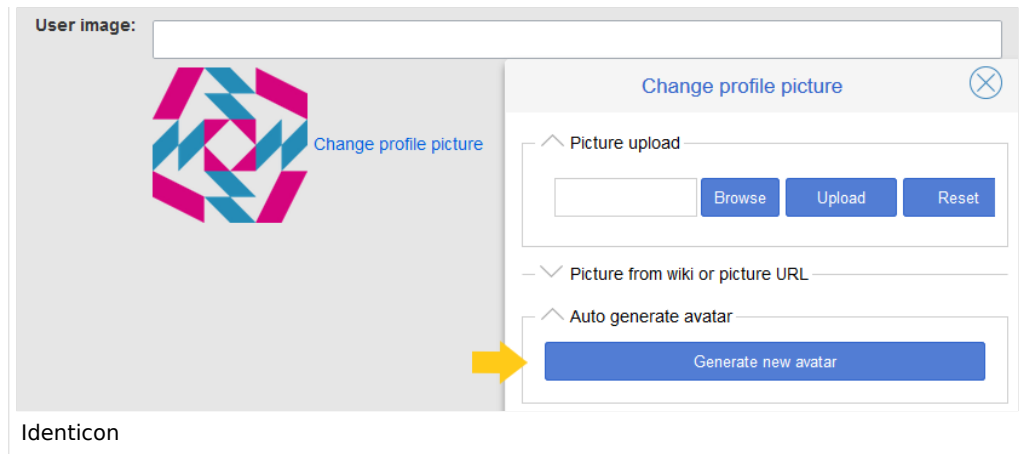 User image:
Change profile picture
Change profile picture
Picture upload
Browse Upload Reset
Picture from wiki or picture URL
Auto generate avatar
Generate new avatar
Identicon